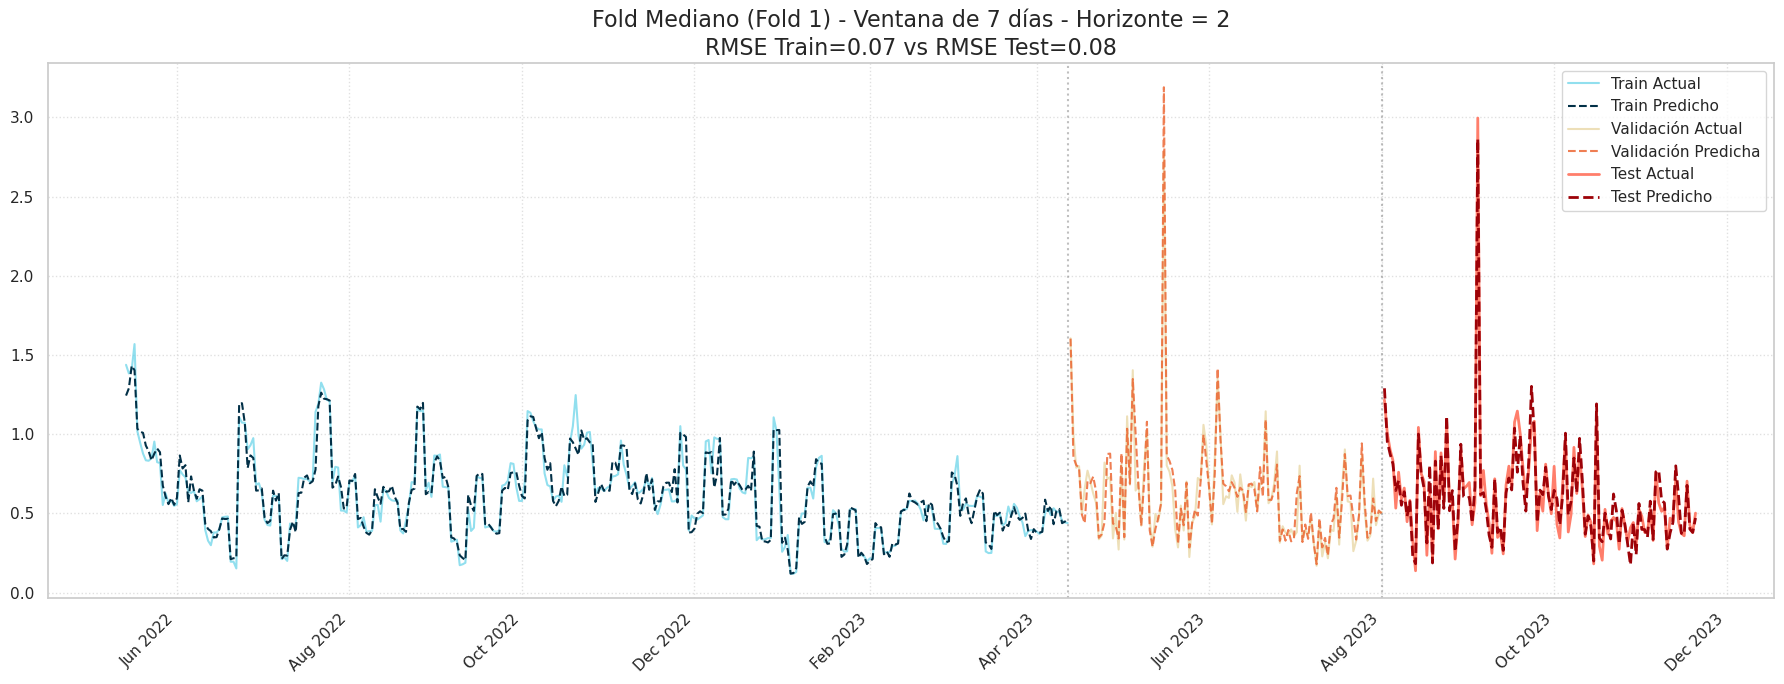 Fold Mediano (Fold 1) - Ventana de 7 días - Horizonte = 2
RMSE Train=0.07 vs RMSE Test=0.08
Train Actual
Train Predicho
Validación Actual
Validación Predicha
Test Actual
Test Predicho
3.0
2.5
2.0
1.5
1.0
0.5
0.0
Jun 2022
Aug 2022
Oct 2022
Dec 2022
Feb 2023
Apr 2023
Jun 2023
Aug 2023
Oct 2023
Dec 2023